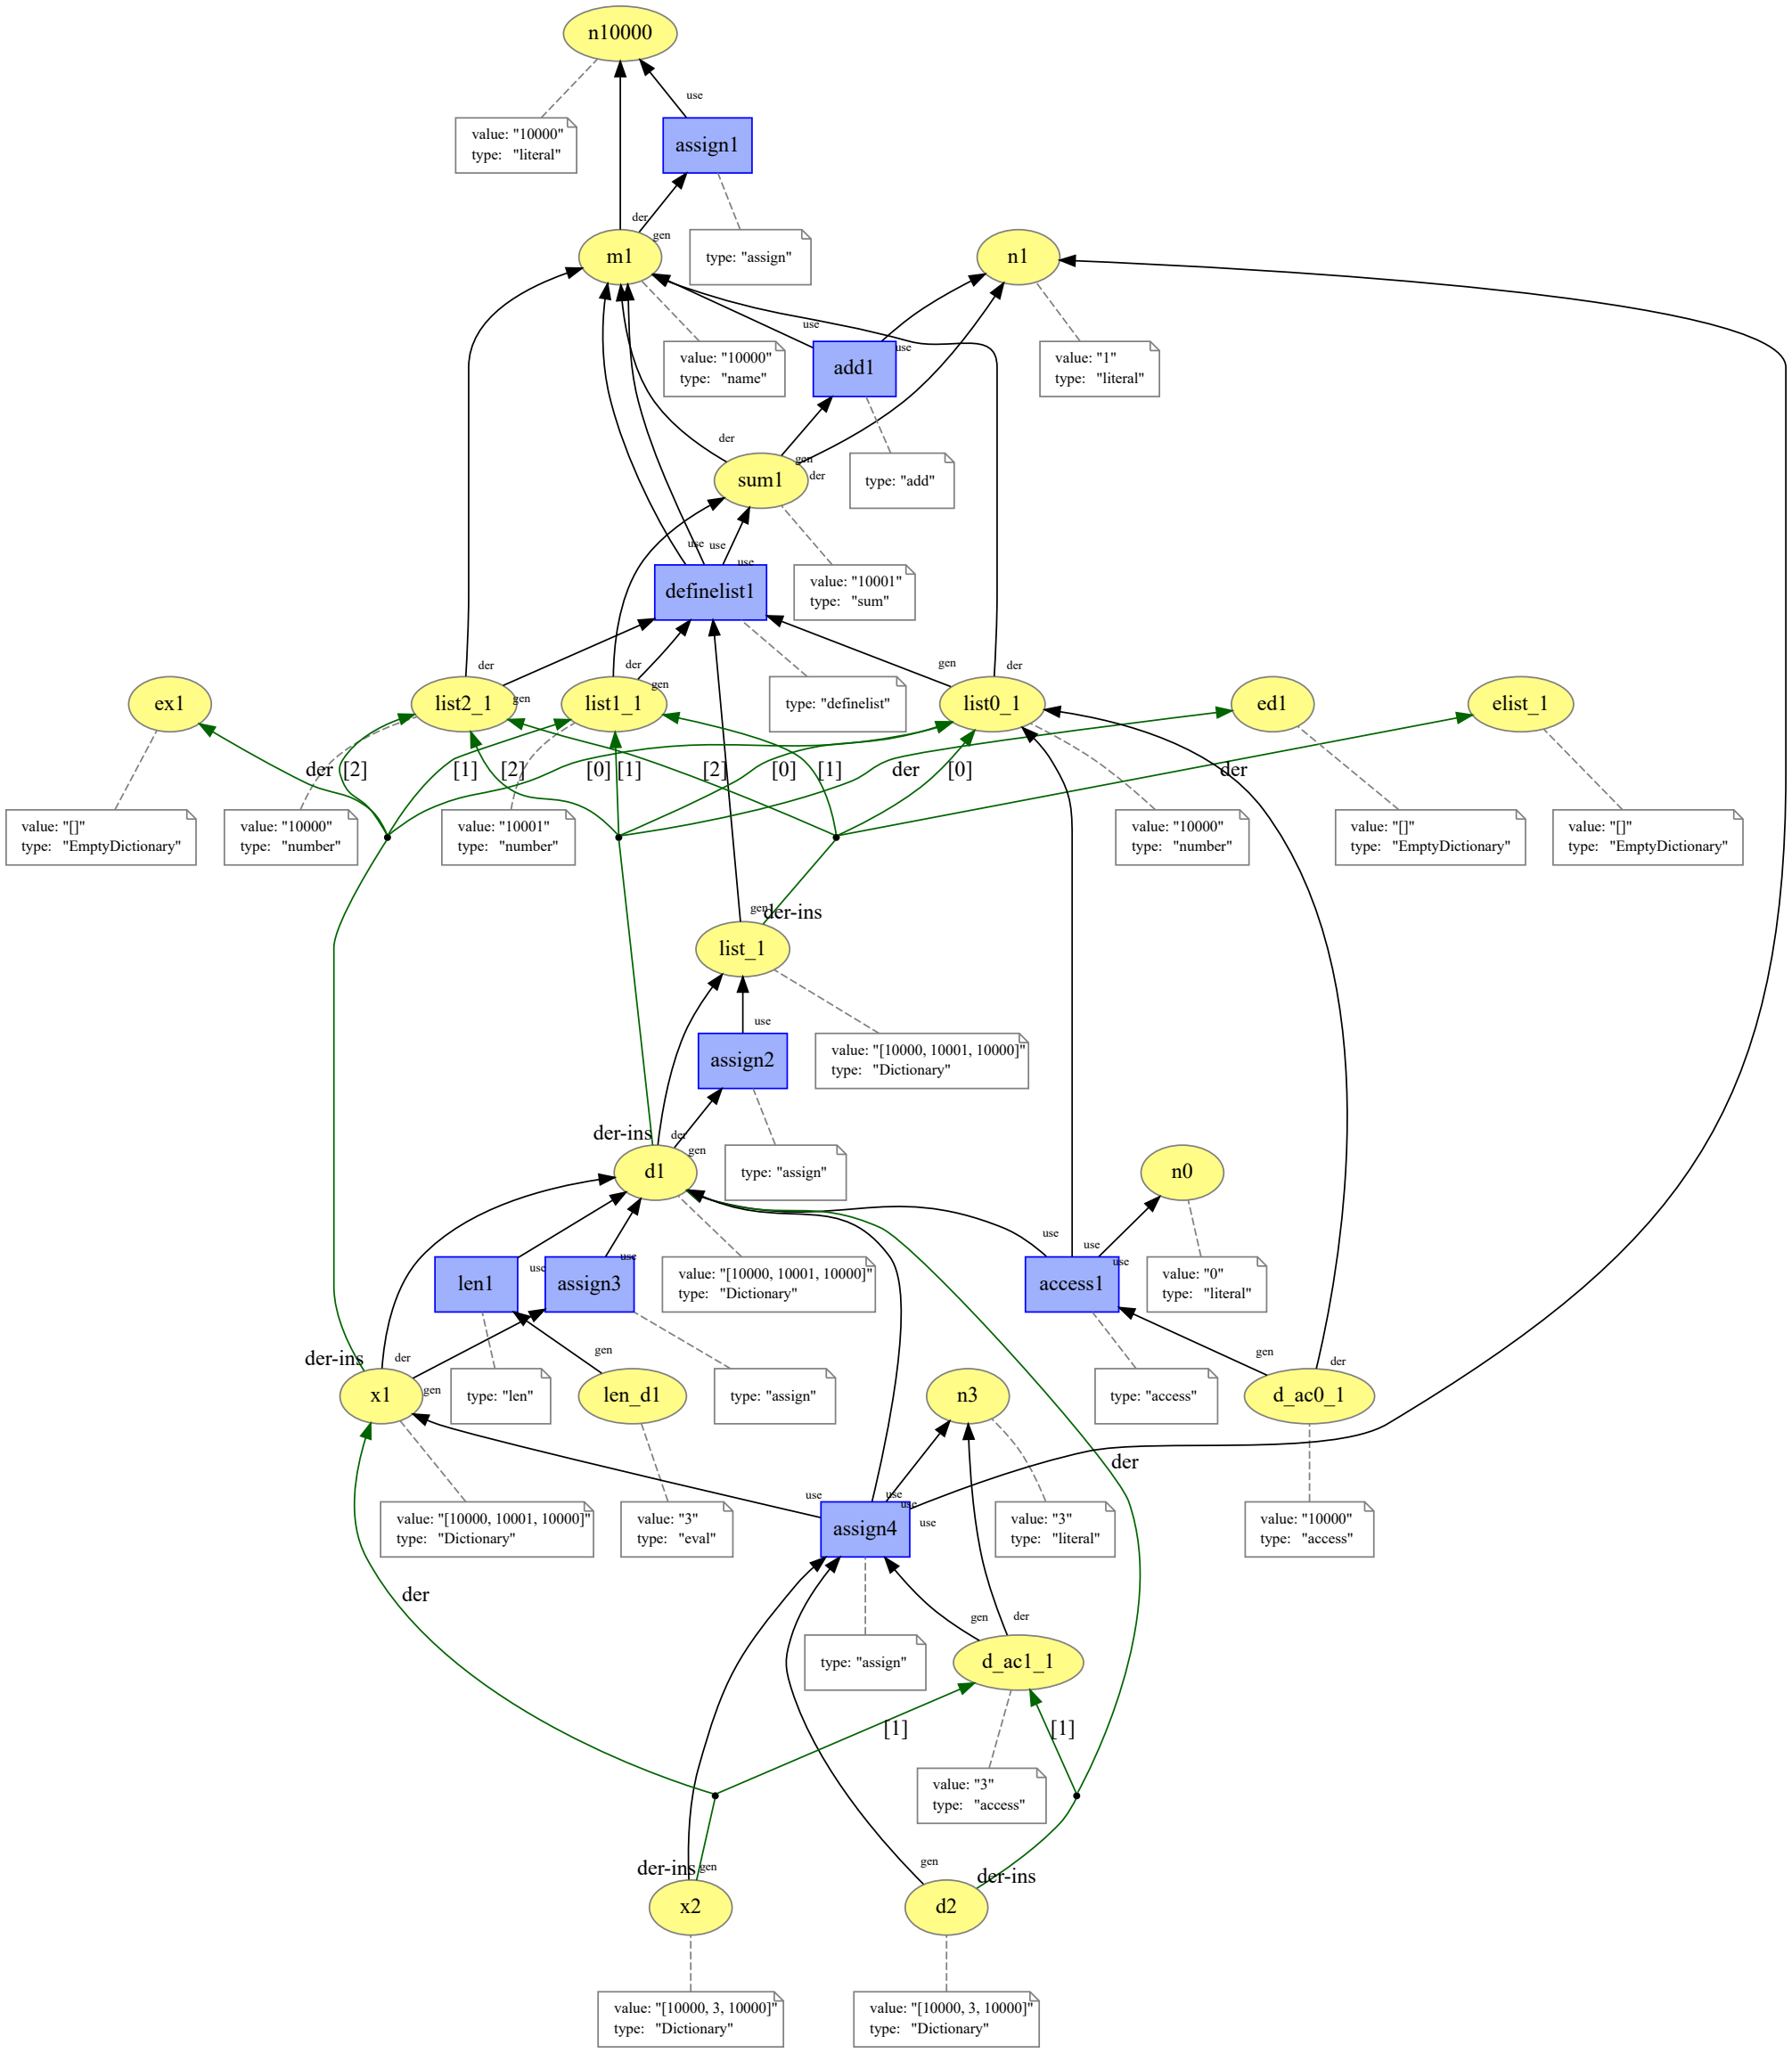 n10000
use
value: "10000"
type: "literal"
assign1
der
gen
m1
type: "assign"
n1
use
use
value: "10000"
type: "name"
add1
value: "1"
type: "literal"
der
gen
der
sum1
type: "add"
use
use
use
definelist1
value: "10001"
type: "sum"
der
gen
der
gen
gen
der
ex1
list2_1
list1_1
type: "definelist"
list0_1
ed1
elist_1
der
[2]
[1]
[2]
[0]
[1]
[2]
[0]
[1]
der
[0]
der
value: "[]"
type: "EmptyDictionary"
value: "10000"
type: "number"
value: "10001"
type: "number"
value: "10000"
type: "number"
value: "[]"
type: "EmptyDictionary"
value: "[]"
type: "EmptyDictionary"
gen
der-ins
list_1
use
assign2
value: "[10000, 10001, 10000]"
type: "Dictionary"
der-ins
der
gen
d1
type: "assign"
n0
use
use
use
use
use
len1
assign3
value: "[10000, 10001, 10000]"
type: "Dictionary"
access1
value: "0"
type: "literal"
der-ins
der
gen
gen
gen
der
x1
type: "len"
len_d1
type: "assign"
n3
type: "access"
d_ac0_1
der
use
use
use
use
value: "[10000, 10001, 10000]"
type: "Dictionary"
value: "3"
type: "eval"
assign4
value: "3"
type: "literal"
value: "10000"
type: "access"
der
gen
der
type: "assign"
d_ac1_1
[1]
[1]
value: "3"
type: "access"
der-ins
gen
gen
der-ins
x2
d2
value: "[10000, 3, 10000]"
type: "Dictionary"
value: "[10000, 3, 10000]"
type: "Dictionary"